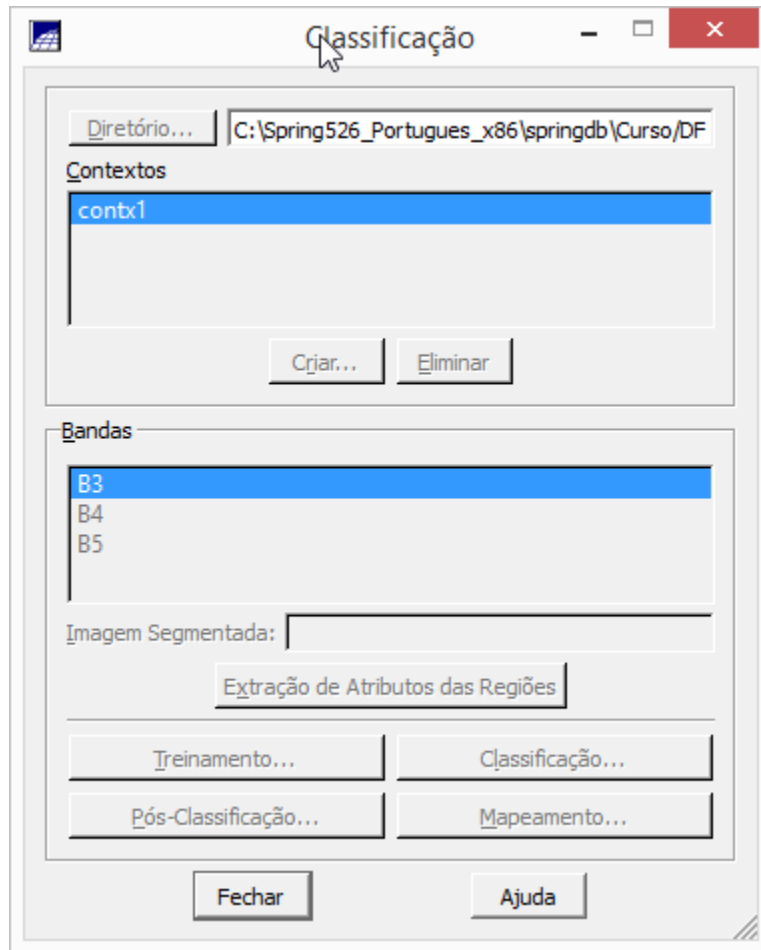 Classificação
Diretório... C:\Spring526_Portugues_x86\springdb\Curso/DF
Contextos
contx1
Criar... Eliminar
Bandas
B3
B4
B5
Imagem Segmentada:
Extração de Atributos das Regiões
Treinamento... Classificação...
Pós-Classificação... Mapeamento...
Fechar Ajuda